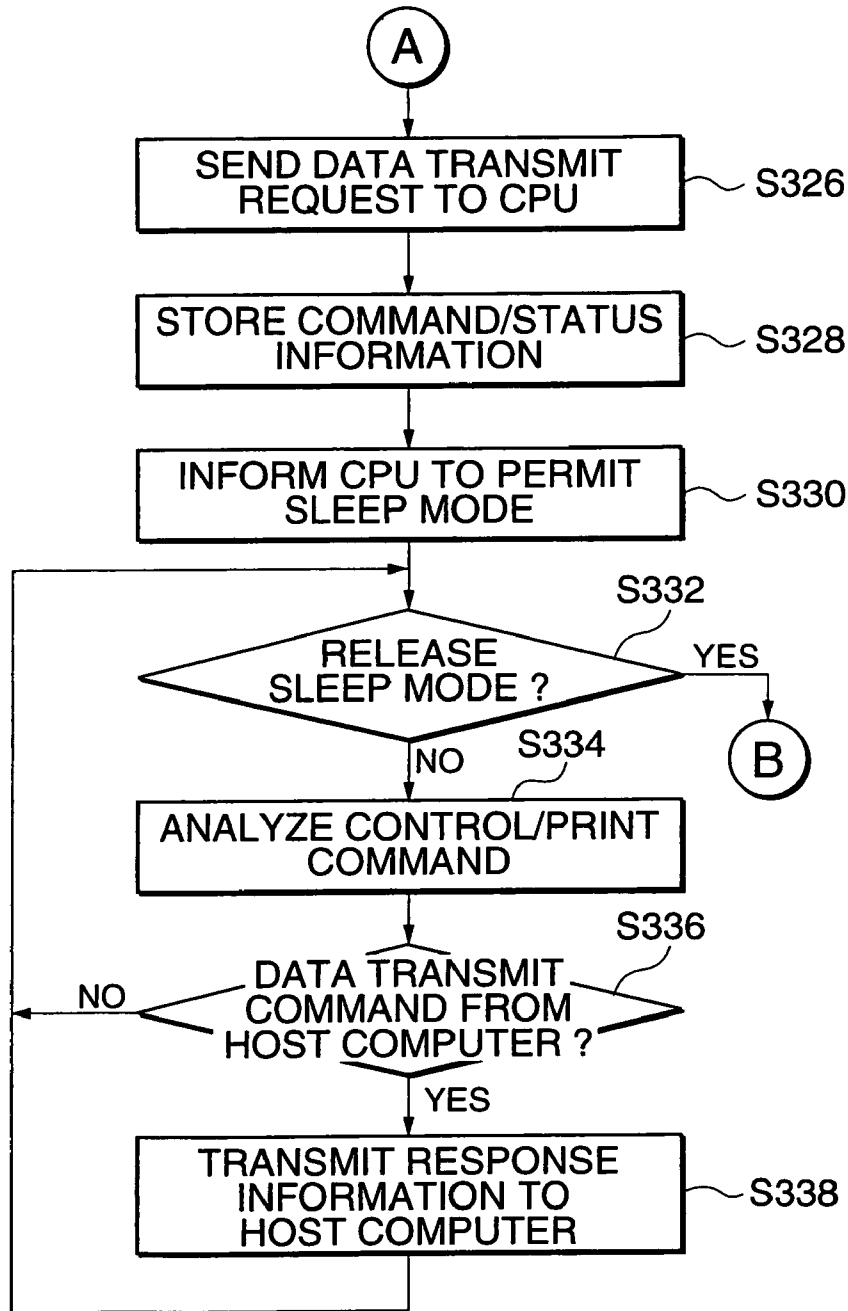 A
SEND DATA TRANSMIT
REQUEST TO CPU
S326
STORE COMMAND/STATUS
INFORMATION
S328
INFORM CPU TO PERMIT
SLEEP MODE
S330
S332
RELEASE
SLEEP MODE ?
YES
B
NO
S334
ANALYZE CONTROL/PRINT
COMMAND
S336
DATA TRANSMIT
COMMAND FROM
HOST COMPUTER ?
NO
YES
TRANSMIT RESPONSE
INFORMATION TO
HOST COMPUTER
S338